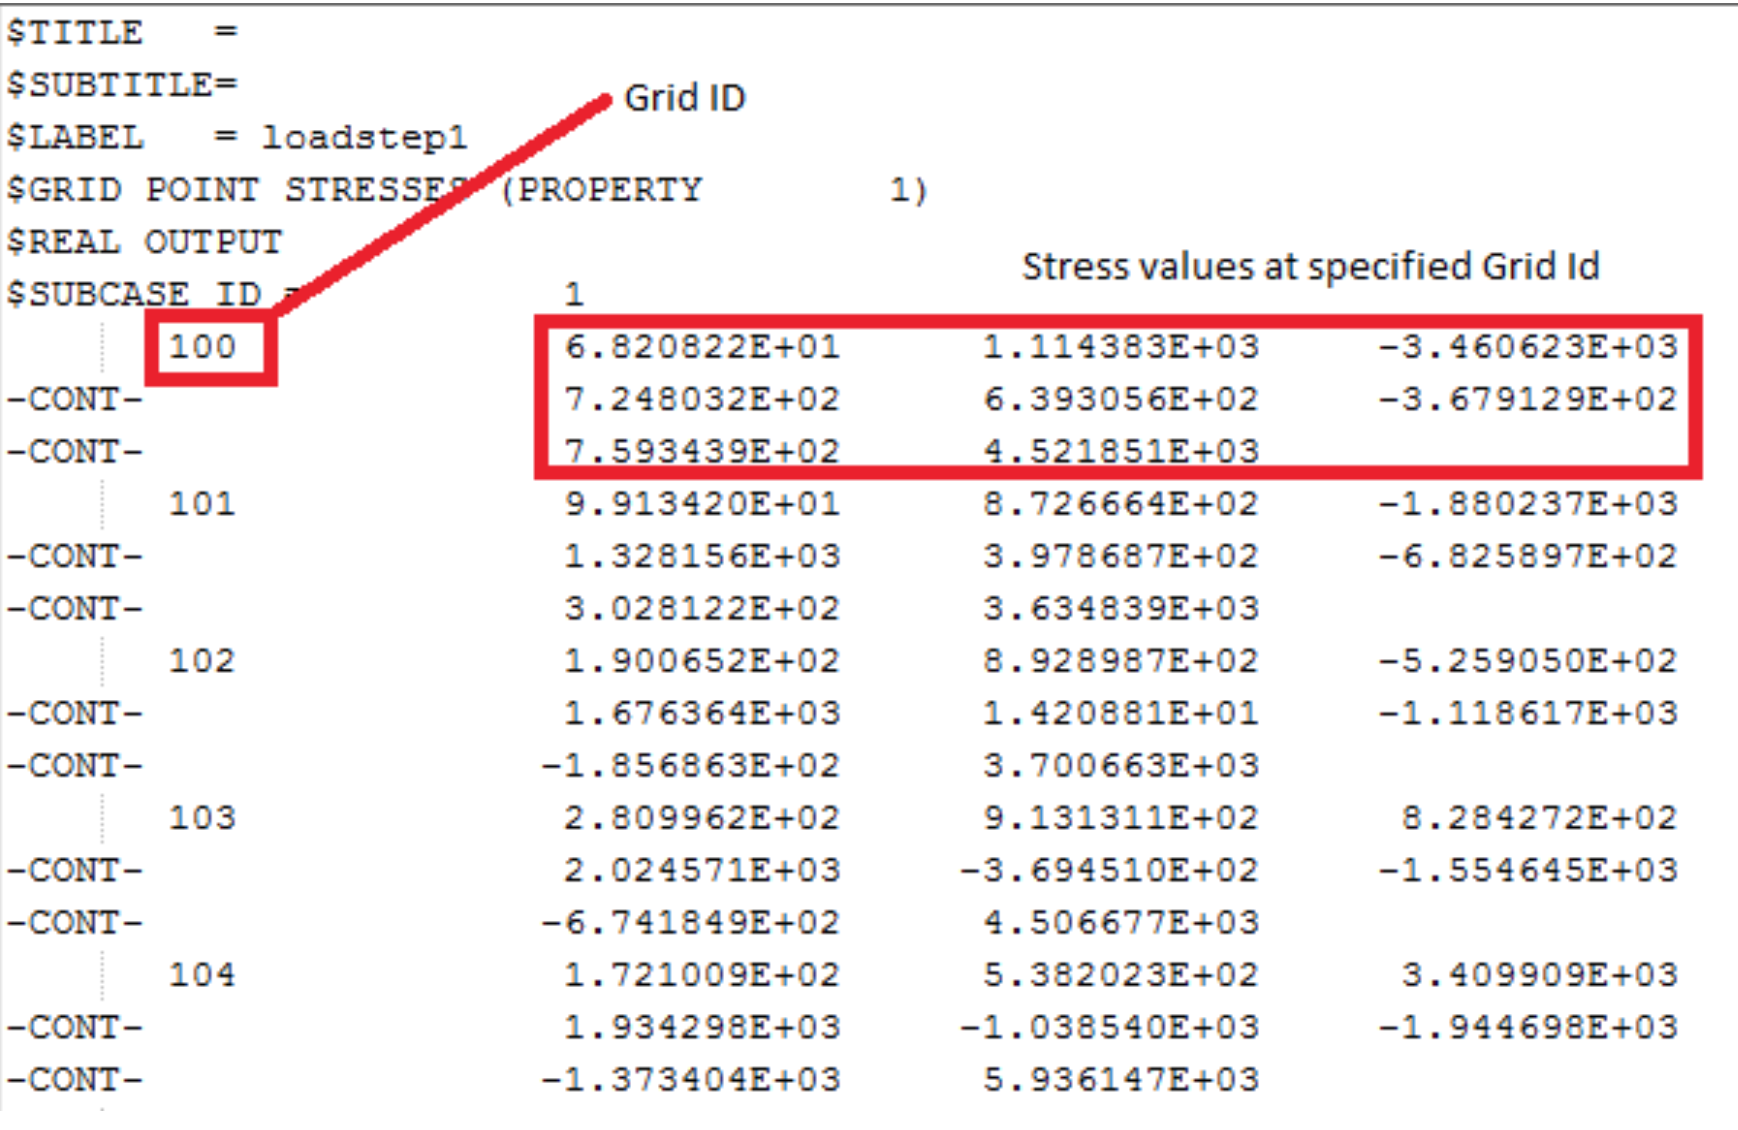 $TITLE   =
$SUBTITLE=
Grid ID
$LABEL   = loadstep1
$GRID POINT STRESSES (PROPERTY        1)
$REAL OUTPUT
Stress values at specified Grid Id
$SUBCASE ID =           1
100 6.820822E+01 1.114383E+03 -3.460623E+03
-CONT- 7.248032E+02 6.393056E+02 -3.679129E+02
-CONT- 7.593439E+02 4.521851E+03
101 9.913420E+01 8.726664E+02 -1.880237E+03
-CONT- 1.328156E+03 3.978687E+02 -6.825897E+02
-CONT- 3.028122E+02 3.634839E+03
102 1.900652E+02 8.928987E+02 -5.259050E+02
-CONT- 1.676364E+03 1.420881E+01 -1.118617E+03
-CONT- -1.856863E+02 3.700663E+03
103 2.809962E+02 9.131311E+02 8.284272E+02
-CONT- 2.024571E+03 -3.694510E+02 -1.554645E+03
-CONT- -6.741849E+02 4.506677E+03
104 1.721009E+02 5.382023E+02 3.409909E+03
-CONT- 1.934298E+03 -1.038540E+03 -1.944698E+03
-CONT- -1.373404E+03 5.936147E+03